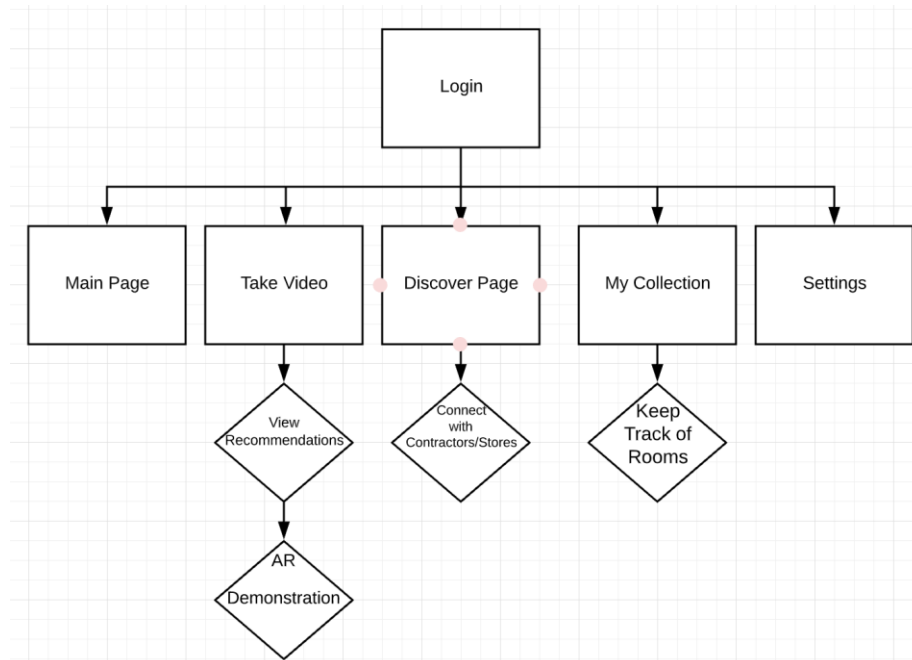 Login
Main Page
Take Video
Discover Page
My Collection
Settings
View
Recommendations
Connect
with
Contractors/Stores
Keep
Track of
Rooms
AR
Demonstration